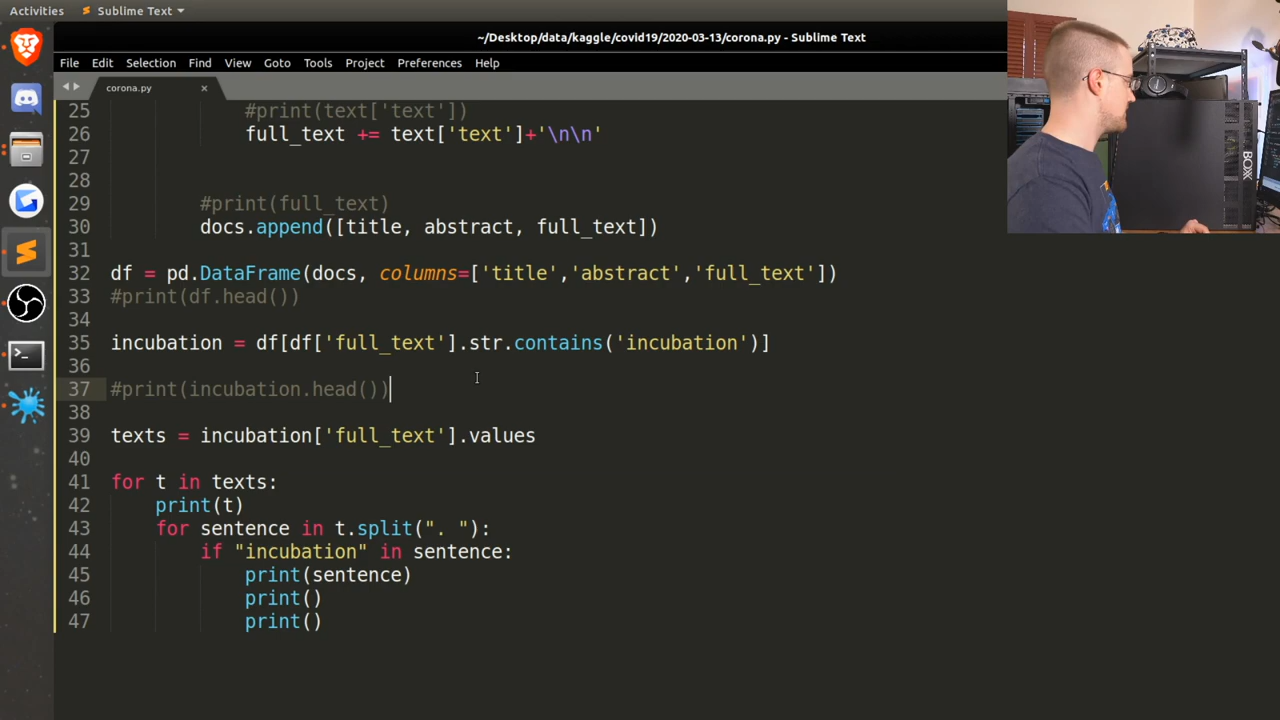 Activities
Sublime Text
~/Desktop/data/kaggle/covid19/2020-03-13/corona.py - Sublime Text
File Edit Selection Find View Goto Tools Project Preferences Help
corona.py ×
25 #print(text['text'])
26 full_text += text['text']+'\n\n'
27
28
29 #print(full_text)
30 docs.append([title, abstract, full_text])
31
32 df = pd.DataFrame(docs, columns=['title','abstract','full_text'])
33 #print(df.head())
34
35 incubation = df[df['full_text'].str.contains('incubation')]
36
37 #print(incubation.head())
38
39 texts = incubation['full_text'].values
40
41 for t in texts:
42 print(t)
43 for sentence in t.split(". "):
44 if "incubation" in sentence:
45 print(sentence)
46 print()
47 print()
BOXX